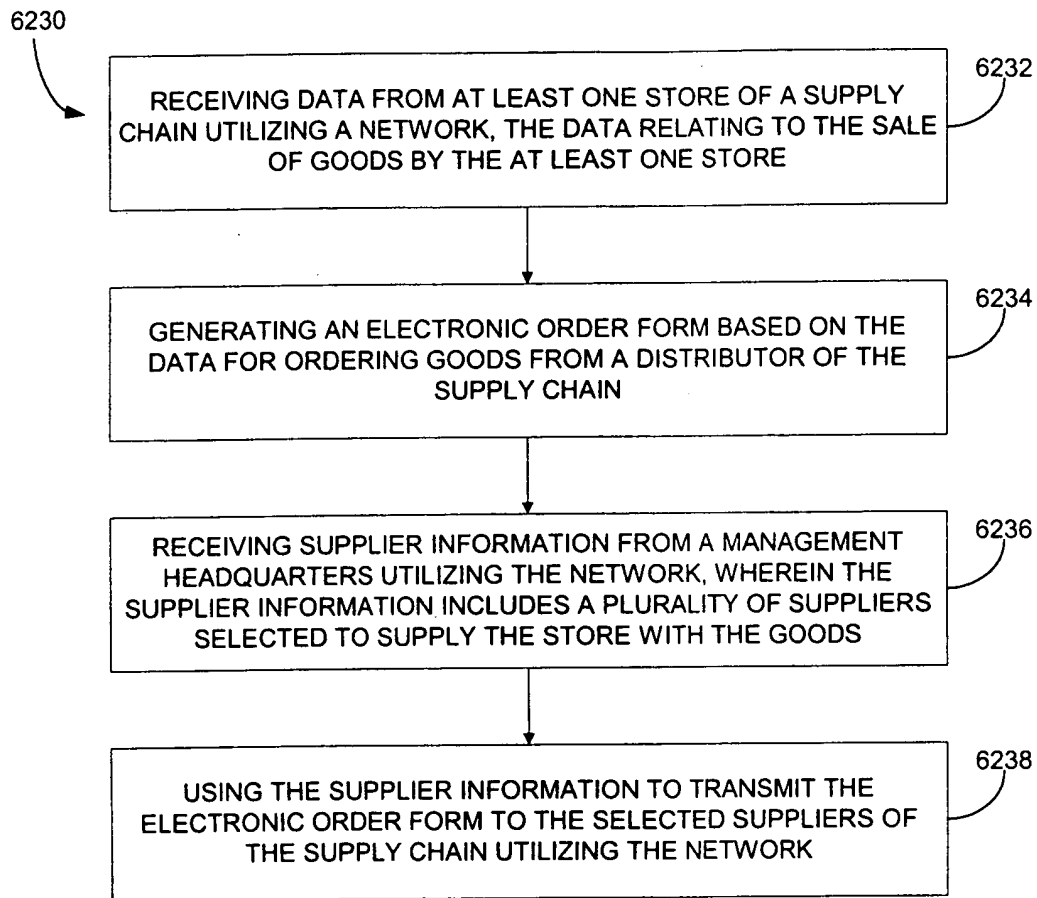 6230
6232
RECEIVING DATA FROM AT LEAST ONE STORE OF A SUPPLY
CHAIN UTILIZING A NETWORK, THE DATA RELATING TO THE SALE
OF GOODS BY THE AT LEAST ONE STORE
6234
GENERATING AN ELECTRONIC ORDER FORM BASED ON THE
DATA FOR ORDERING GOODS FROM A DISTRIBUTOR OF THE
SUPPLY CHAIN
6236
RECEIVING SUPPLIER INFORMATION FROM A MANAGEMENT
HEADQUARTERS UTILIZING THE NETWORK, WHEREIN THE
SUPPLIER INFORMATION INCLUDES A PLURALITY OF SUPPLIERS
SELECTED TO SUPPLY THE STORE WITH THE GOODS
6238
USING THE SUPPLIER INFORMATION TO TRANSMIT THE
ELECTRONIC ORDER FORM TO THE SELECTED SUPPLIERS OF
THE SUPPLY CHAIN UTILIZING THE NETWORK